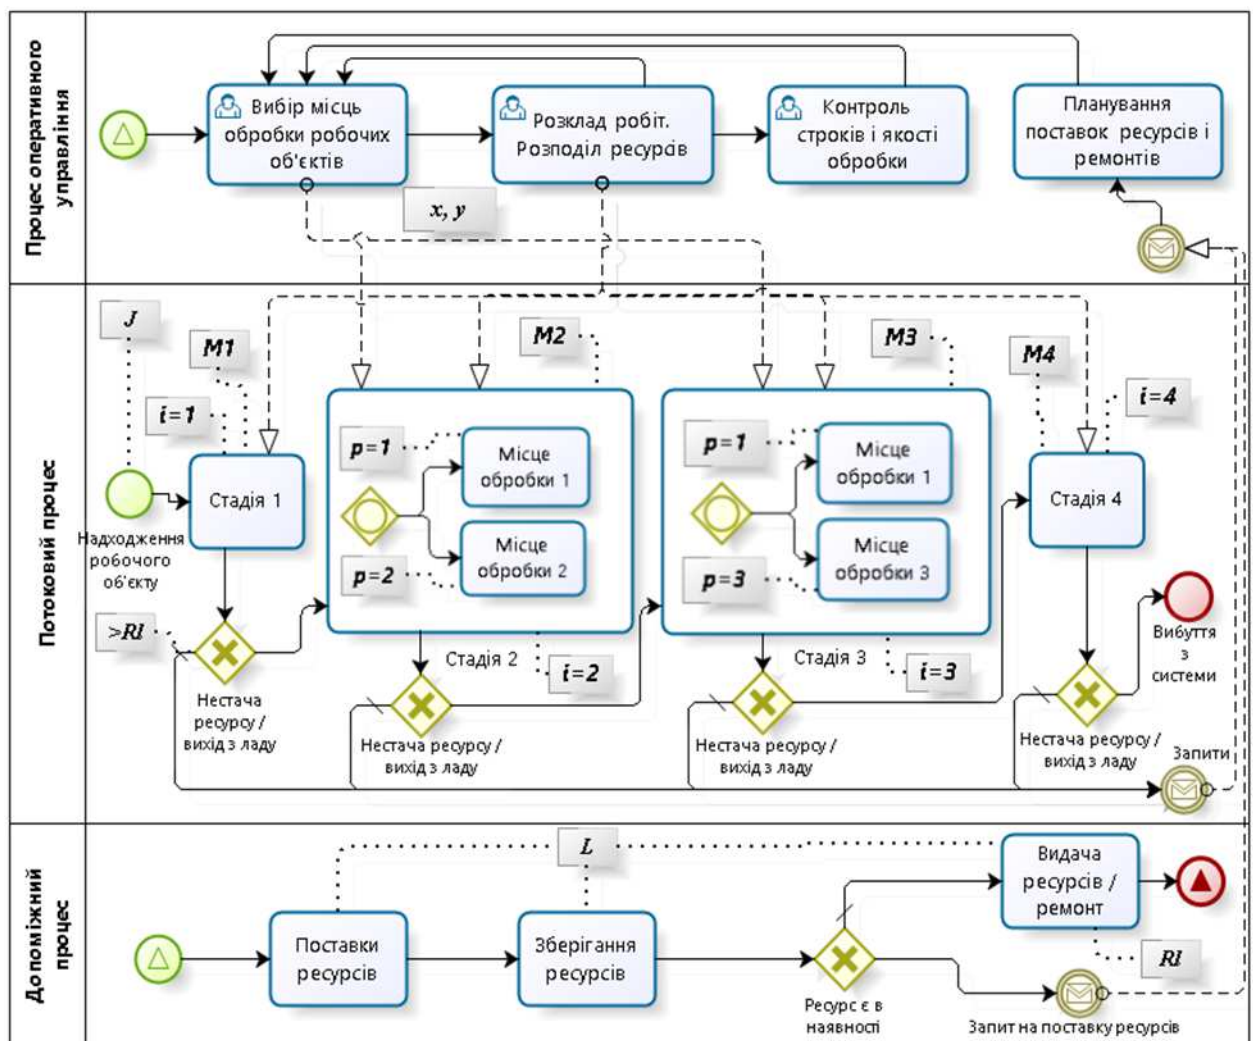 Процес оперативного
управління
Вибір місць
обробки робочих
об'єктів
Розклад робіт.
Розподіл ресурсів
Контроль
строків і якості
обробки
Планування
поставок ресурсів і
ремонтів
x, y
Потоковий процес
J
M1
i=1
M2
M3
M4
i=4
Надходження
робочого
об'єкту
Стадія 1
p=1
Місце
обробки 1
p=2
Місце
обробки 2
p=1
Місце
обробки 1
p=3
Місце
обробки 3
Стадія 4
>Rl
Нестача
ресурсу /
вихід з ладу
Стадія 2
i=2
Нестача ресурсу /
вихід з ладу
Стадія 3
i=3
Нестача ресурсу /
вихід з ладу
Вибуття
з
системи
Нестача ресурсу /
вихід з ладу
Запити
Допоміжний
процес
L
Поставки
ресурсів
Зберігання
ресурсів
Ресурс є в
наявності
Видача
ресурсів /
ремонт
Rl
Запит на поставку ресурсів